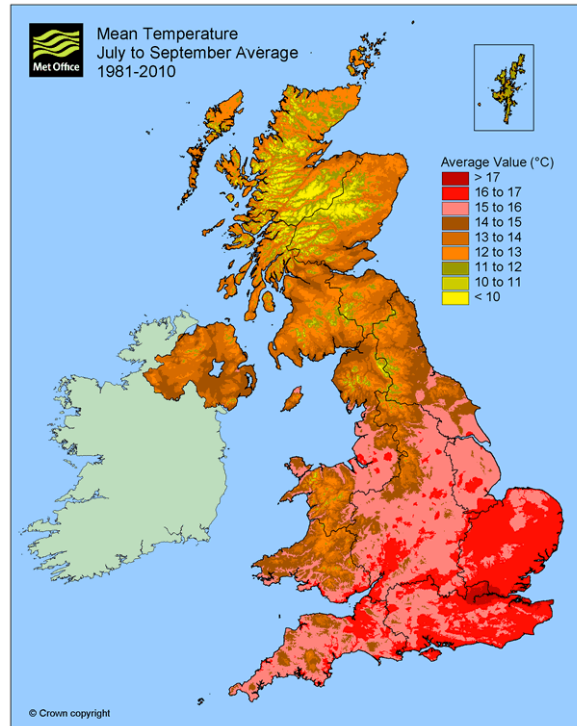 Met Office
Mean Temperature
July to September Average
1981-2010
Average Value (°C)
> 17
16 to 17
15 to 16
14 to 15
13 to 14
12 to 13
11 to 12
10 to 11
< 10
© Crown copyright